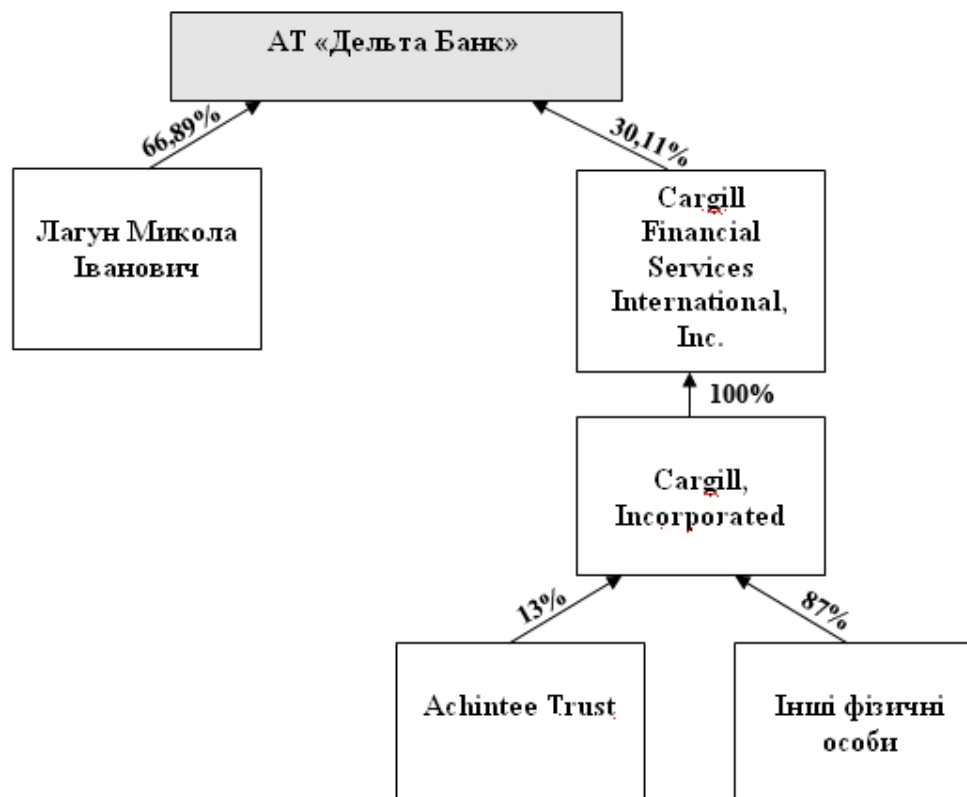 АТ «Дельта Банк»
66,89%
30,11%
Лагун Микола
Іванович
Cargill
Financial
Services
International,
Inc.
100%
Cargill,
Incorporated
13%
87%
Achintee Trust
Інші фізичні
особи